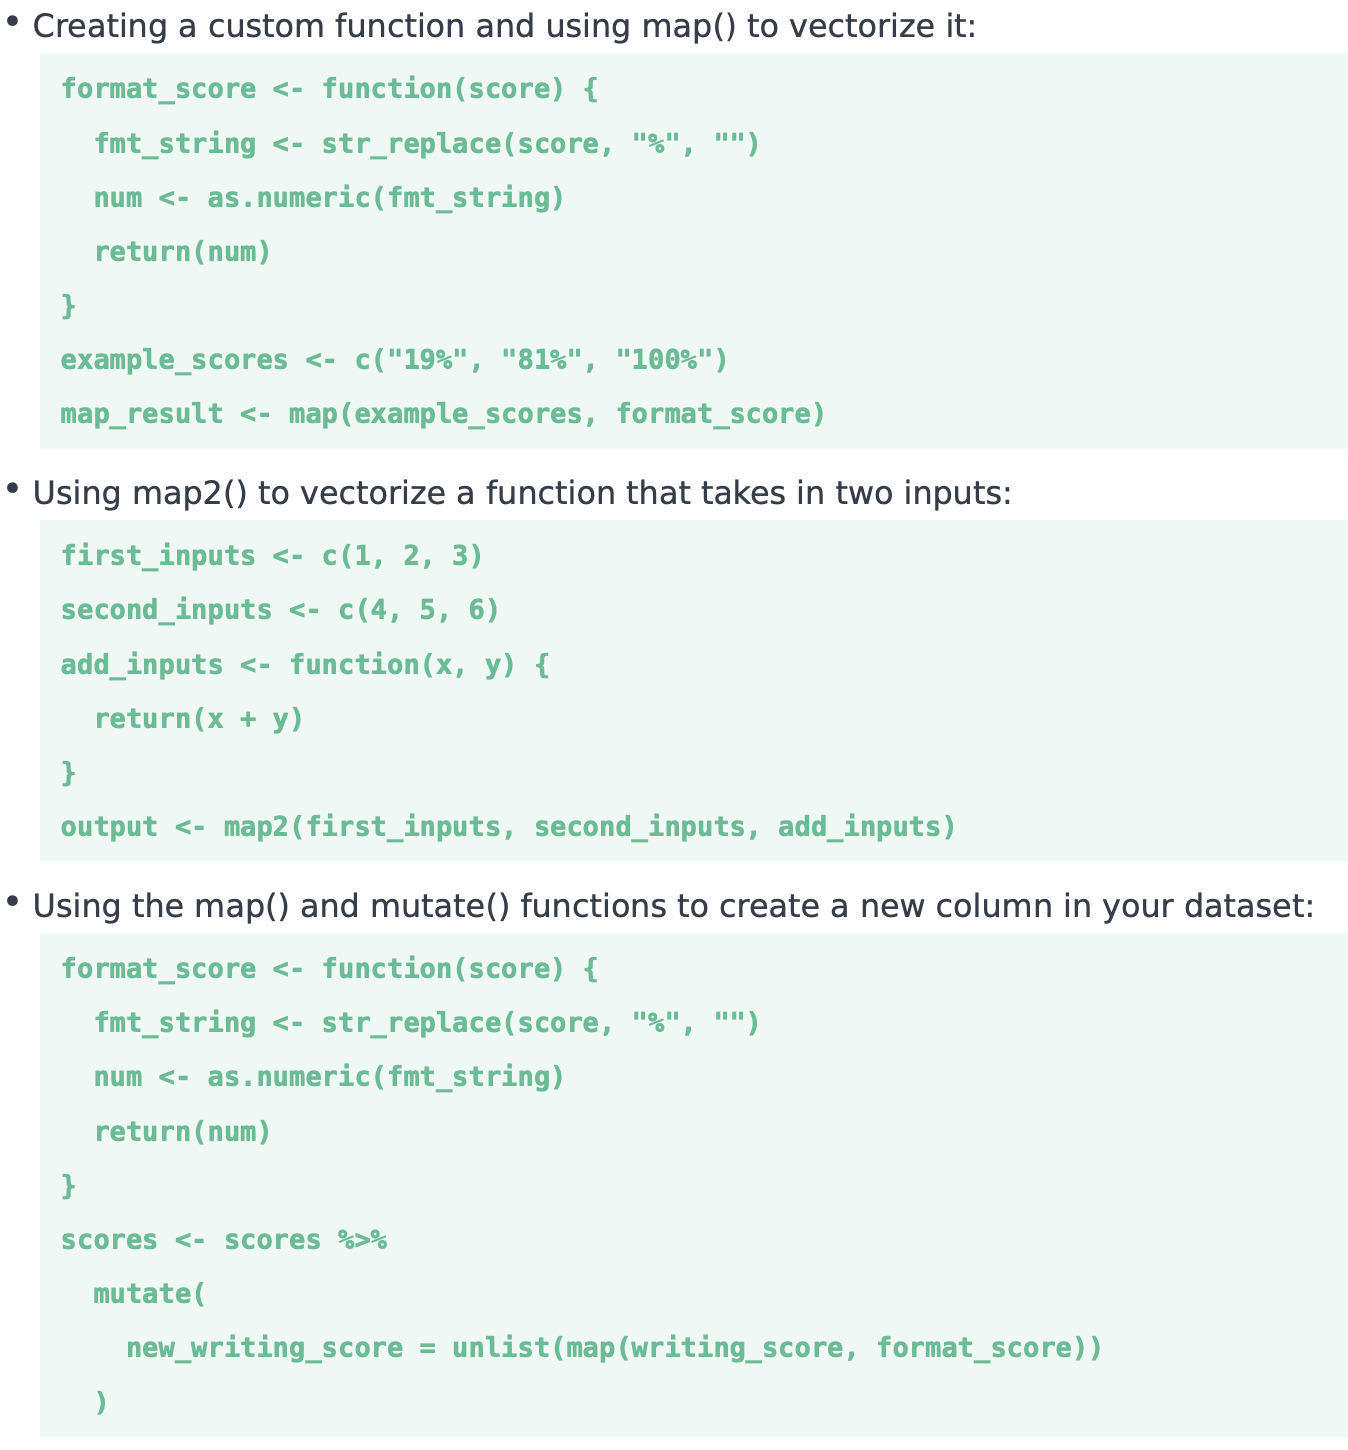 • Creating a custom function and using map() to vectorize it:
format_score <- function(score) {
  fmt_string <- str_replace(score, "%", "")
  num <- as.numeric(fmt_string)
  return(num)
}
example_scores <- c("19%", "81%", "100%")
map_result <- map(example_scores, format_score)
• Using map2() to vectorize a function that takes in two inputs:
first_inputs <- c(1, 2, 3)
second_inputs <- c(4, 5, 6)
add_inputs <- function(x, y) {
  return(x + y)
}
output <- map2(first_inputs, second_inputs, add_inputs)
• Using the map() and mutate() functions to create a new column in your dataset:
format_score <- function(score) {
  fmt_string <- str_replace(score, "%", "")
  num <- as.numeric(fmt_string)
  return(num)
}
scores <- scores %>%
  mutate(
    new_writing_score = unlist(map(writing_score, format_score))
  )